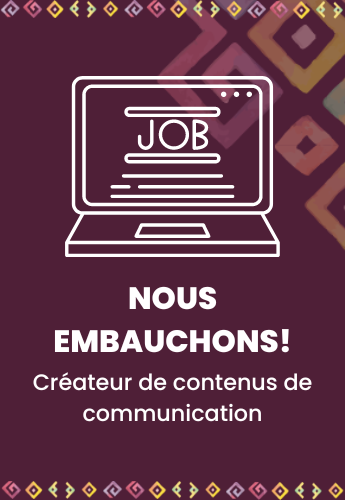 JOB
NOUS
EMBAUCHONS!
Créateur de contenus de
communication